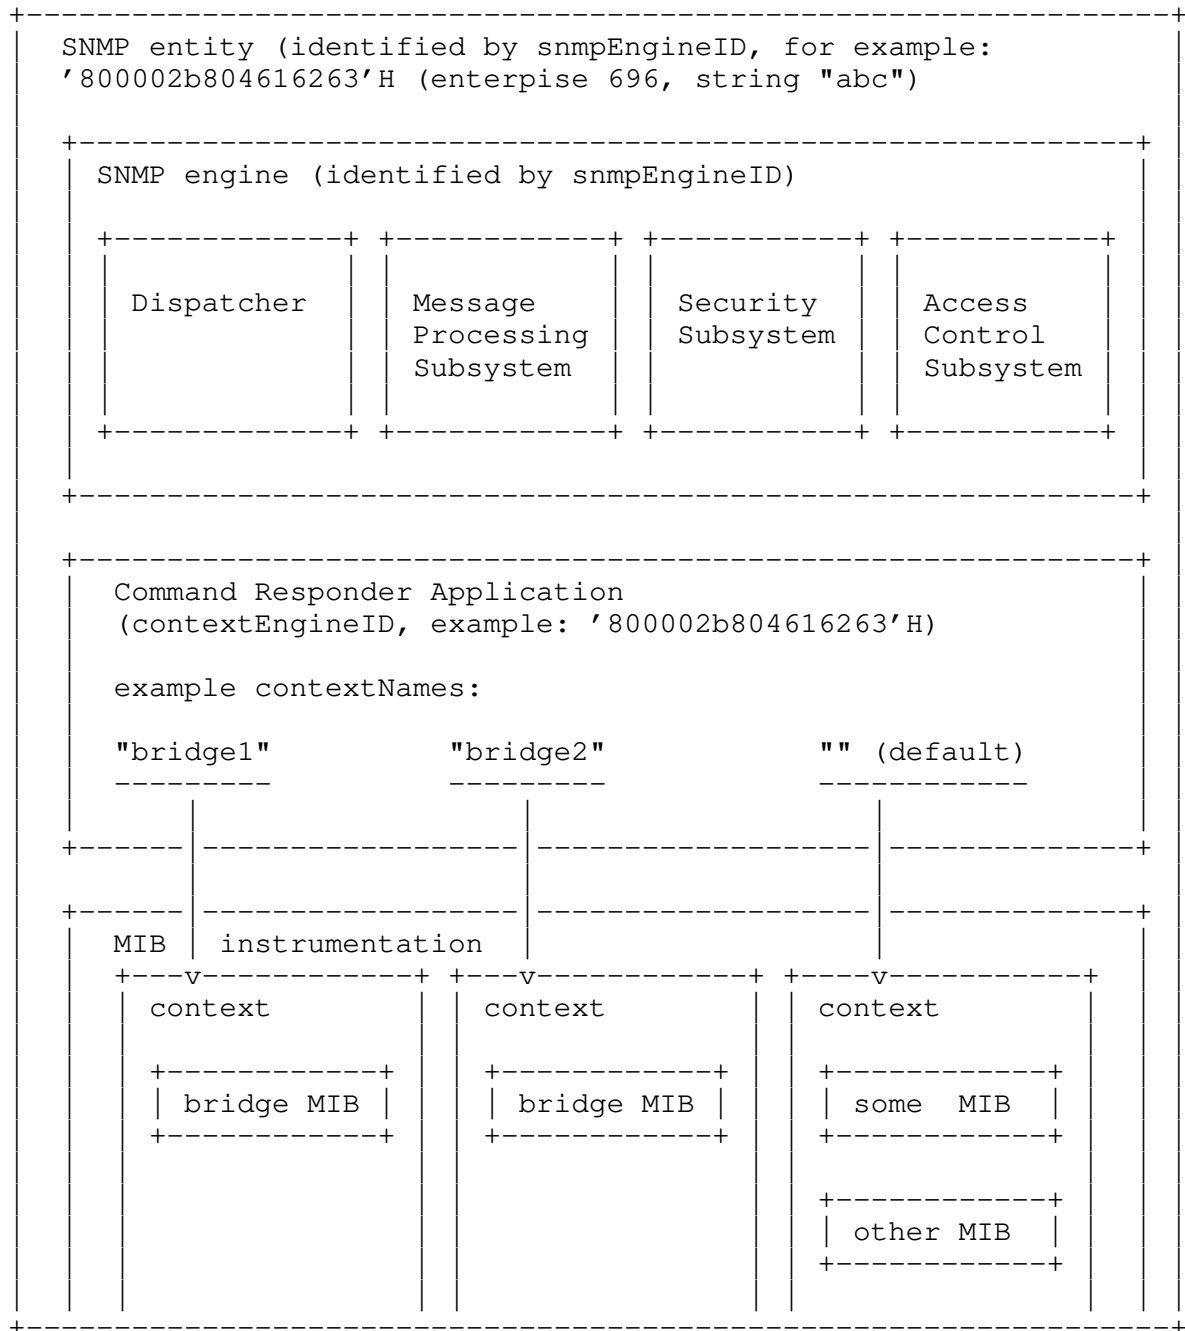 SNMP entity (identified by snmpEngineID, for example:
'800002b804616263'H (enterpise 696, string "abc")
SNMP engine (identified by snmpEngineID)
Dispatcher Message Security Access
Processing Subsystem Control
Subsystem Subsystem
Command Responder Application
(contextEngineID, example: '800002b804616263'H)
example contextNames:
"bridge1" "bridge2" "" (default)
MIB instrumentation
context context context
bridge MIB bridge MIB some MIB
other MIB